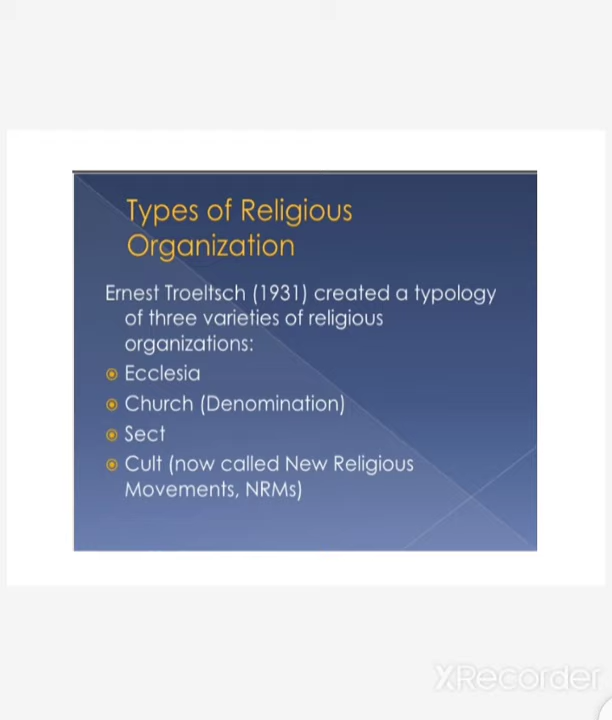 Types of Religious
Organization
Ernest Troeltsch (1931) created a typology
of three varieties of religious
organizations:
Ecclesia
Church (Denomination)
Sect
Cult (now called New Religious
Movements, NRMs)
XRecorder